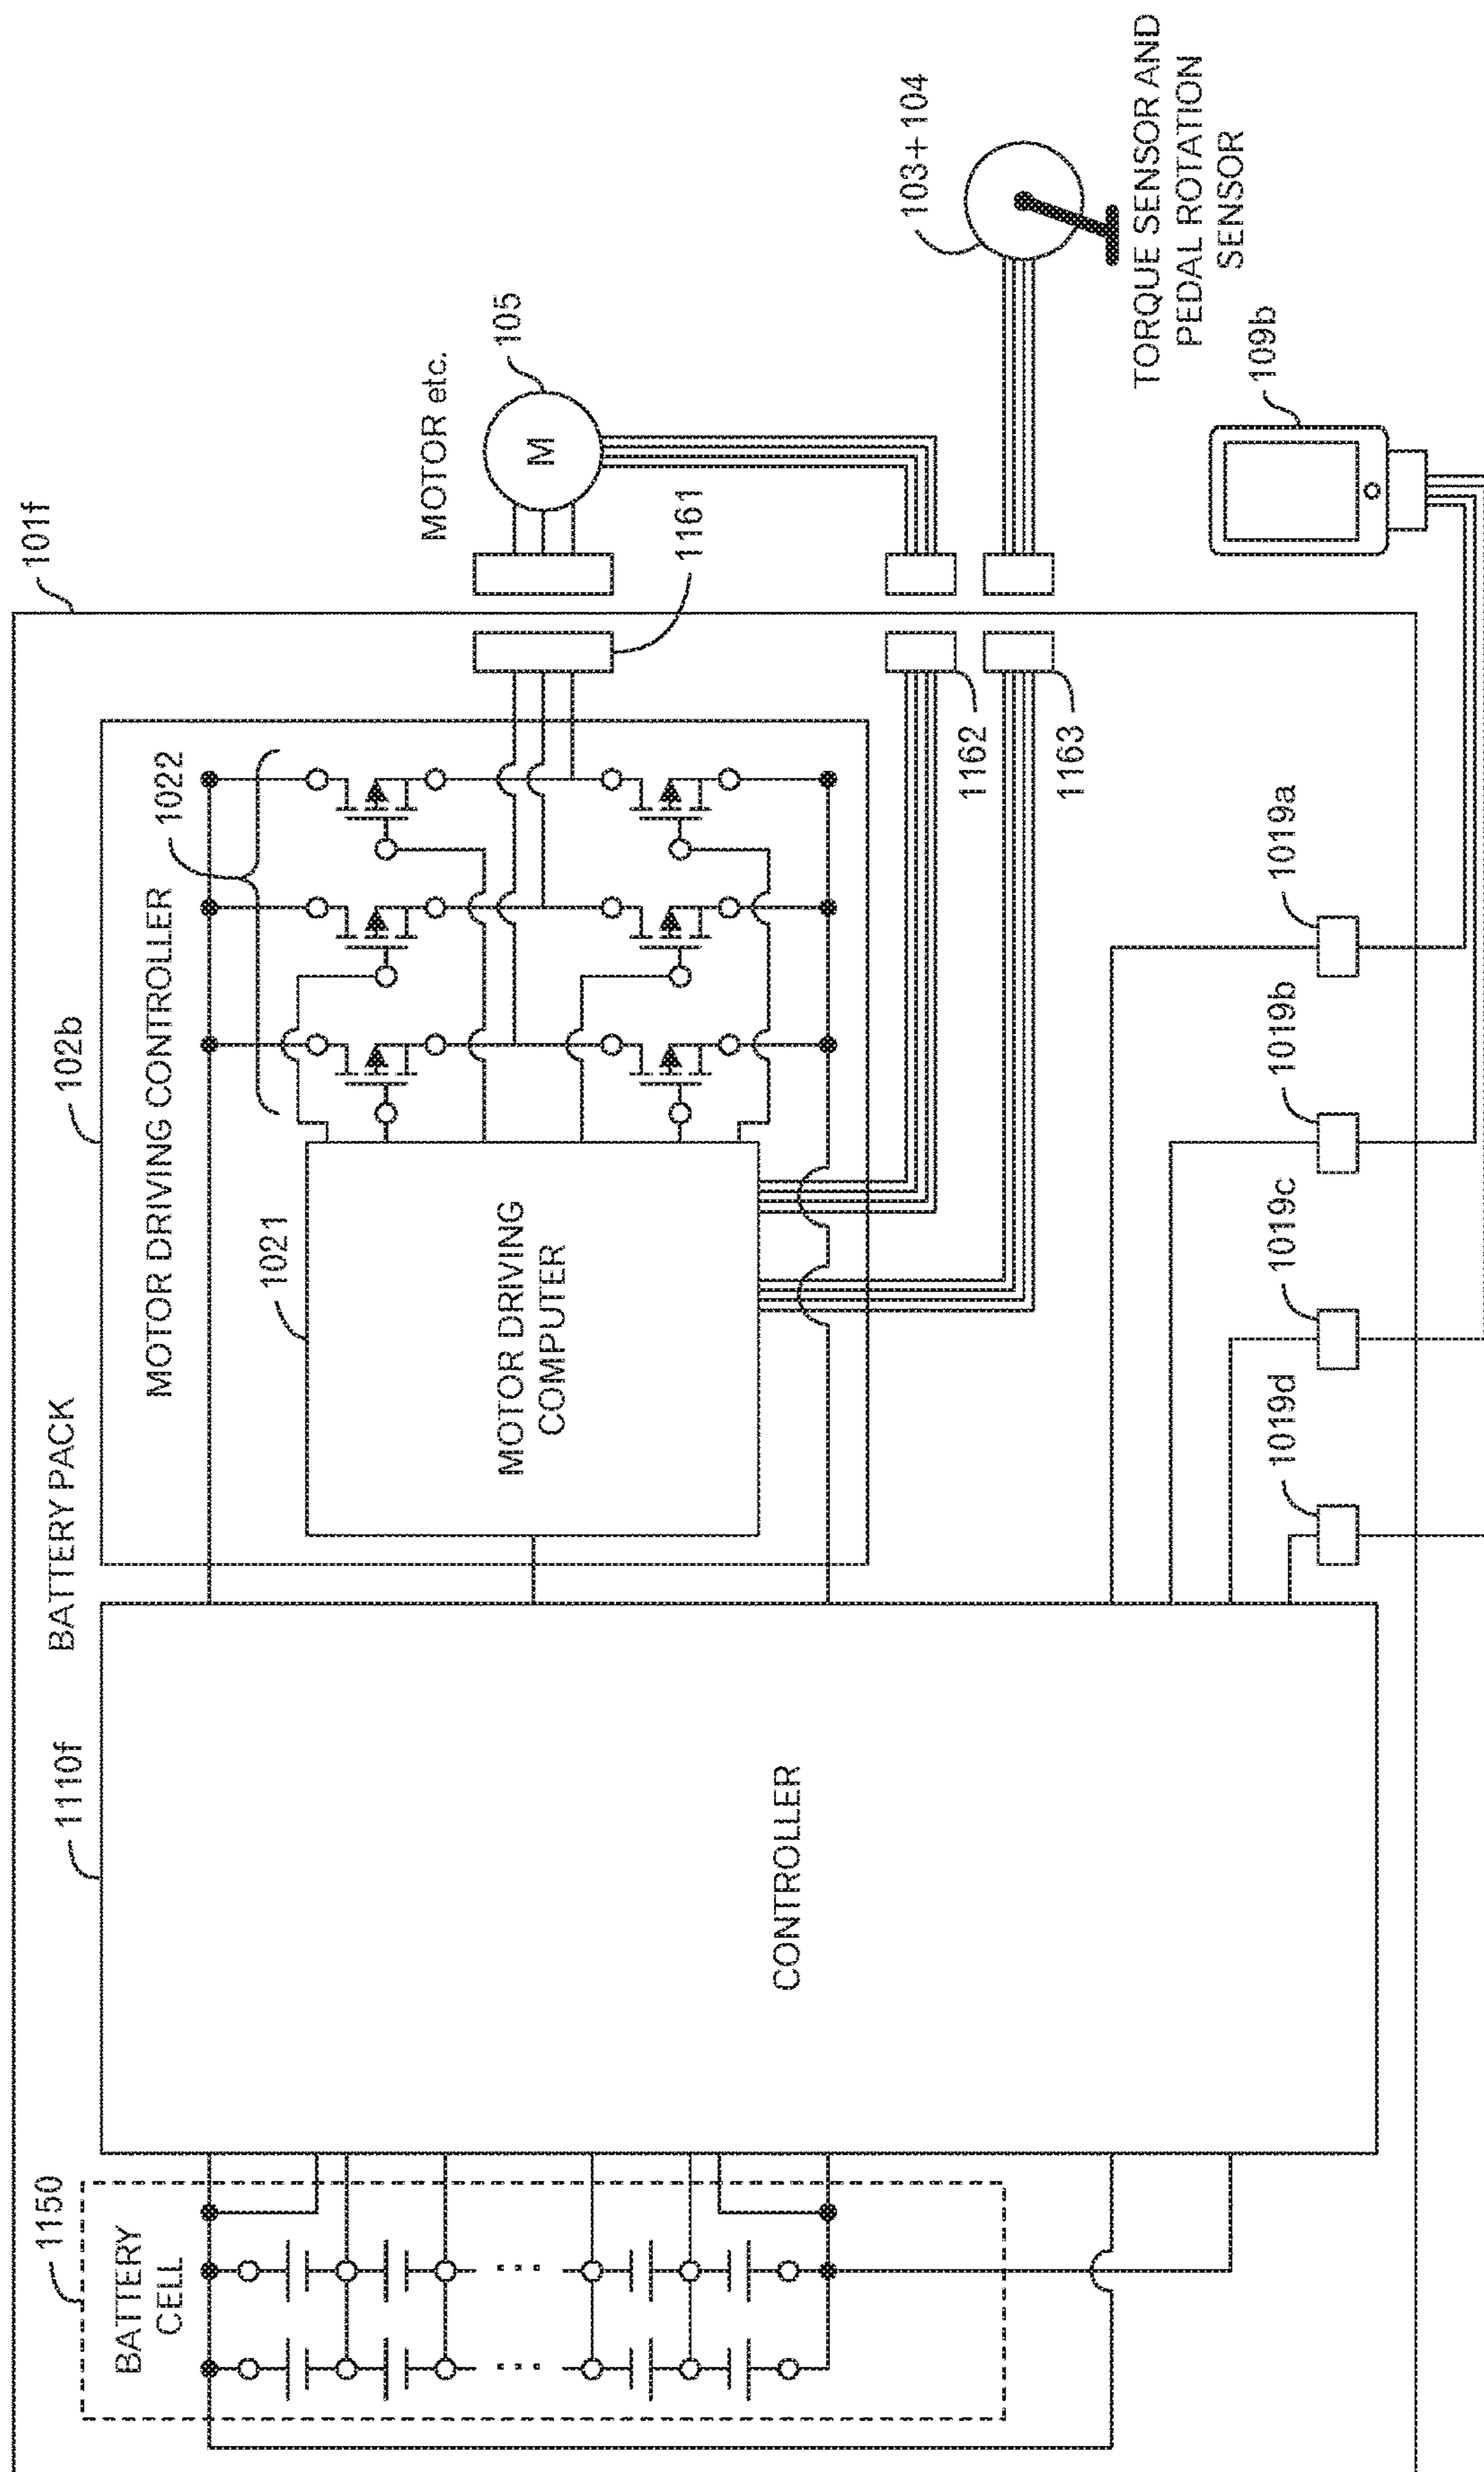 101f
BATTERY PACK
102b
MOTOR DRIVING CONTROLLER
1022
1021
MOTOR DRIVING
COMPUTER
1110f
CONTROLLER
1150
BATTERY
CELL
MOTOR etc.
105
M
1161
1162
1163
103+104
TORQUE SENSOR AND
PEDAL ROTATION
SENSOR
109b
1019a
1019b
1019c
1019d